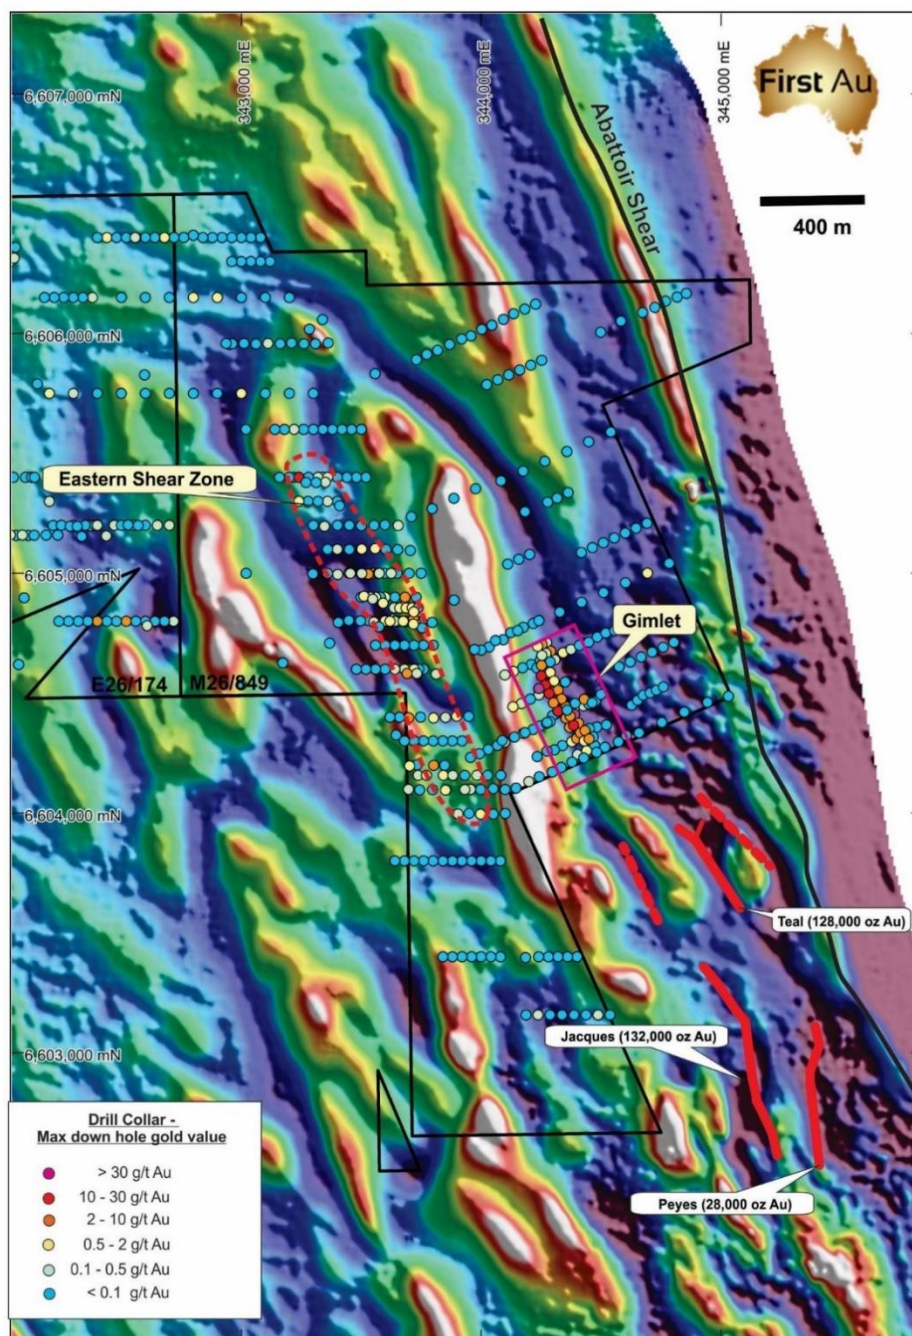 6,607,000 mN
343,000 mE
344,000 mE
345,000 mE
First Au
Abattoir Shear
400 m
6,606,000 mN
Eastern Shear Zone
6,605,000 mN
Gimlet
E26/174
M26/849
6,604,000 mN
Teal (128,000 oz Au)
Jacques (132,000 oz Au)
6,603,000 mN
Peyes (28,000 oz Au)
Drill Collar -
Max down hole gold value
> 30 g/t Au
10 - 30 g/t Au
2 - 10 g/t Au
0.5 - 2 g/t Au
0.1 - 0.5 g/t Au
< 0.1 g/t Au